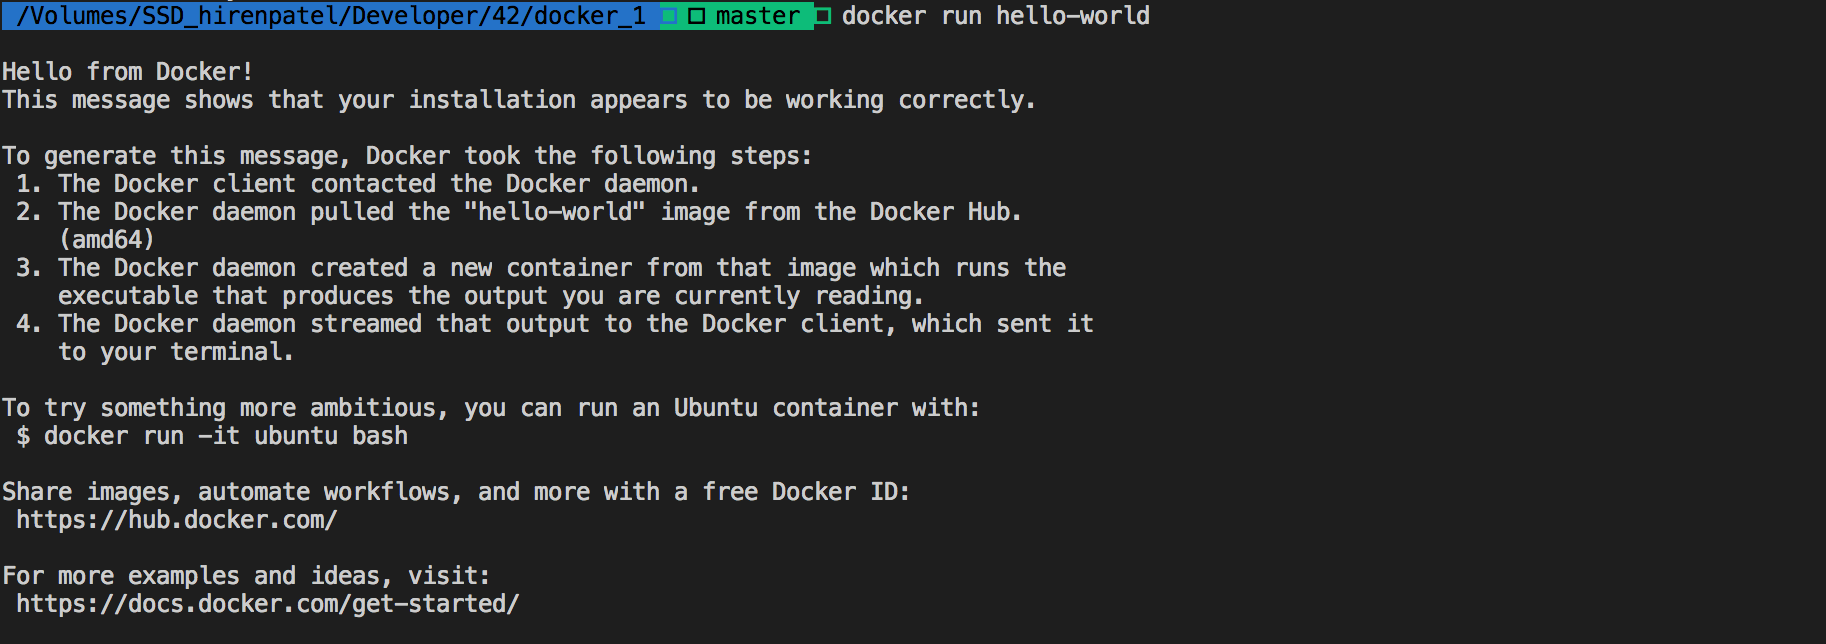 /Volumes/SSD_hirenpatel/Developer/42/docker_1 master docker run hello-world
Hello from Docker!
This message shows that your installation appears to be working correctly.
To generate this message, Docker took the following steps:
1. The Docker client contacted the Docker daemon.
2. The Docker daemon pulled the "hello-world" image from the Docker Hub.
(amd64)
3. The Docker daemon created a new container from that image which runs the
executable that produces the output you are currently reading.
4. The Docker daemon streamed that output to the Docker client, which sent it
to your terminal.
To try something more ambitious, you can run an Ubuntu container with:
$ docker run -it ubuntu bash
Share images, automate workflows, and more with a free Docker ID:
https://hub.docker.com/
For more examples and ideas, visit:
https://docs.docker.com/get-started/